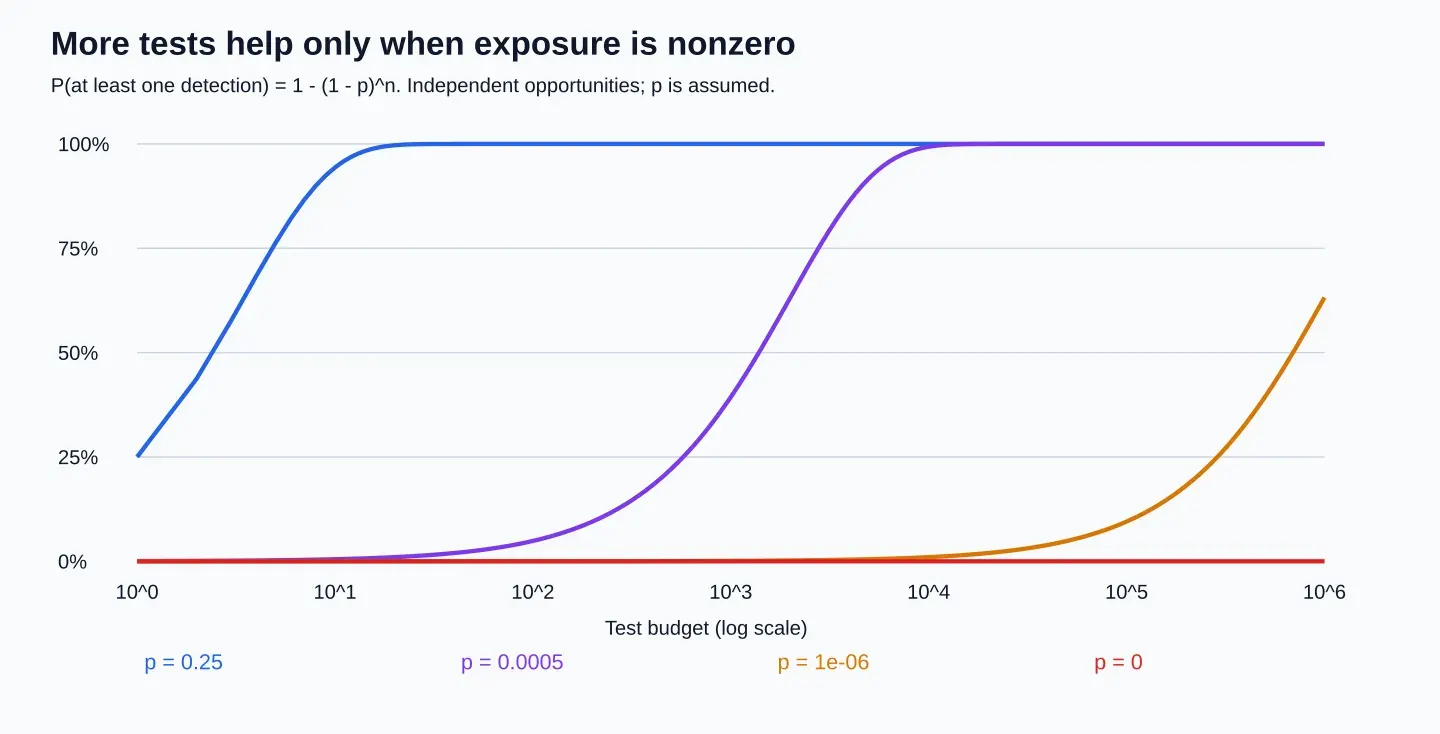 More tests help only when exposure is nonzero
P(at least one detection) = 1 - (1 - p)^n. Independent opportunities; p is assumed.
100%
75%
50%
25%
0%
10^0 10^1 10^2 10^3 10^4 10^5 10^6
Test budget (log scale)
p = 0.25 p = 0.0005 p = 1e-06 p = 0